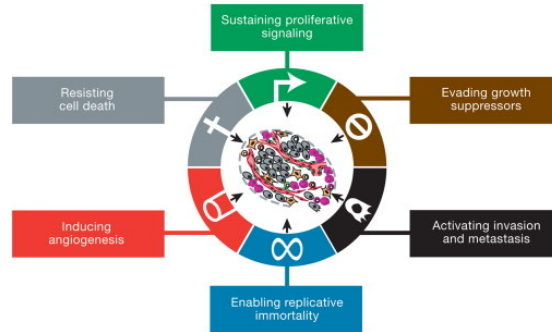 Sustaining proliferative
signaling
Resisting
cell death
Evading growth
suppressors
Inducing
angiogenesis
Activating invasion
and metastasis
Enabling replicative
immortality